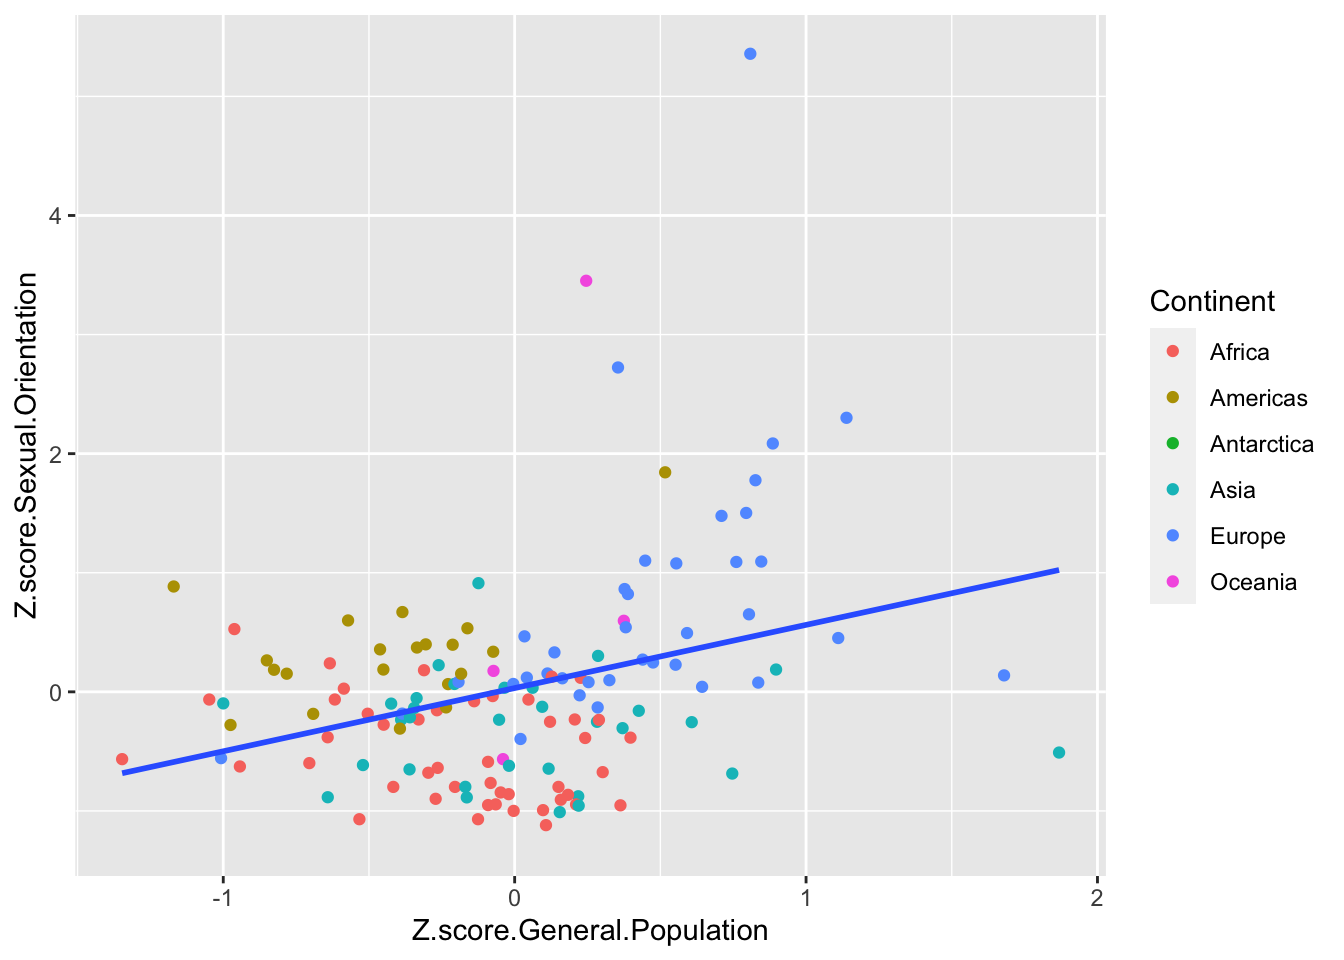 Z.score.Sexual.Orientation
4
2
0
-1
0
1
2
Z.score.General.Population
Continent
Africa
Americas
Antarctica
Asia
Europe
Oceania